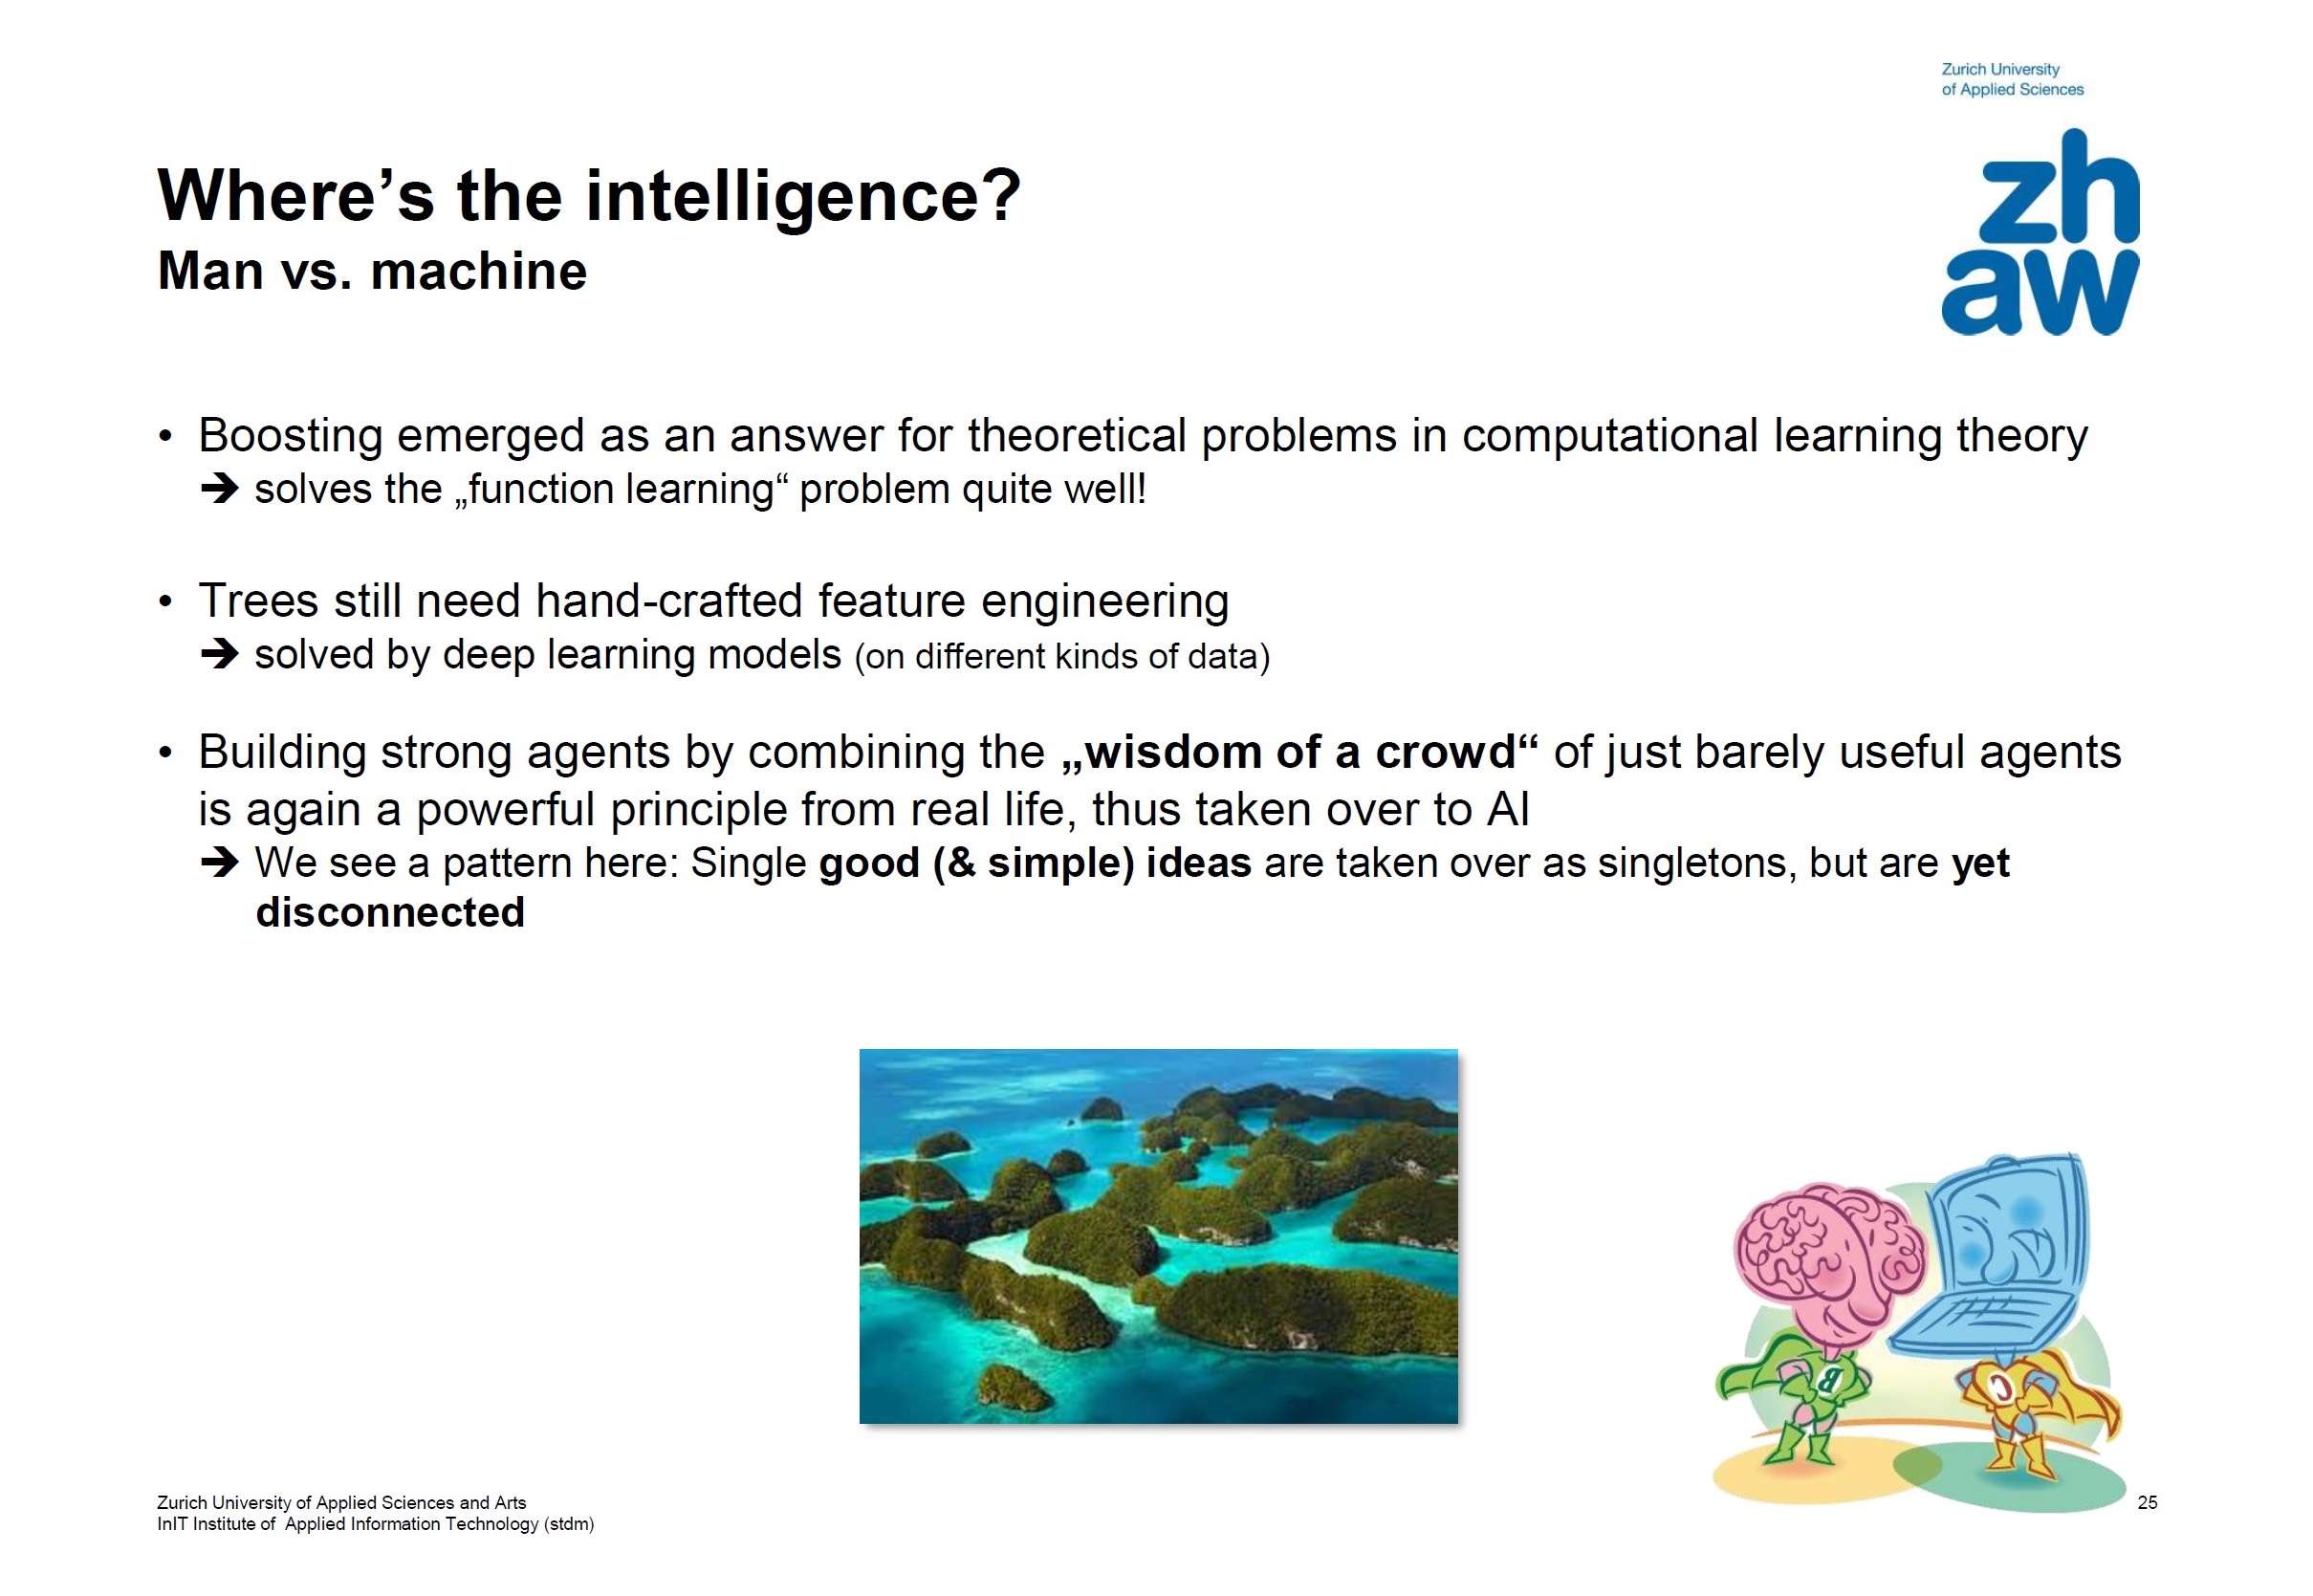 Zurich University
of Applied Sciences
zh
aw
Where’s the intelligence?
Man vs. machine
• Boosting emerged as an answer for theoretical problems in computational learning theory
➔ solves the „function learning“ problem quite well!
• Trees still need hand-crafted feature engineering
➔ solved by deep learning models (on different kinds of data)
• Building strong agents by combining the „wisdom of a crowd“ of just barely useful agents
is again a powerful principle from real life, thus taken over to AI
➔ We see a pattern here: Single good (& simple) ideas are taken over as singletons, but are yet
disconnected
B
C
Zurich University of Applied Sciences and Arts
InIT Institute of Applied Information Technology (stdm)
25